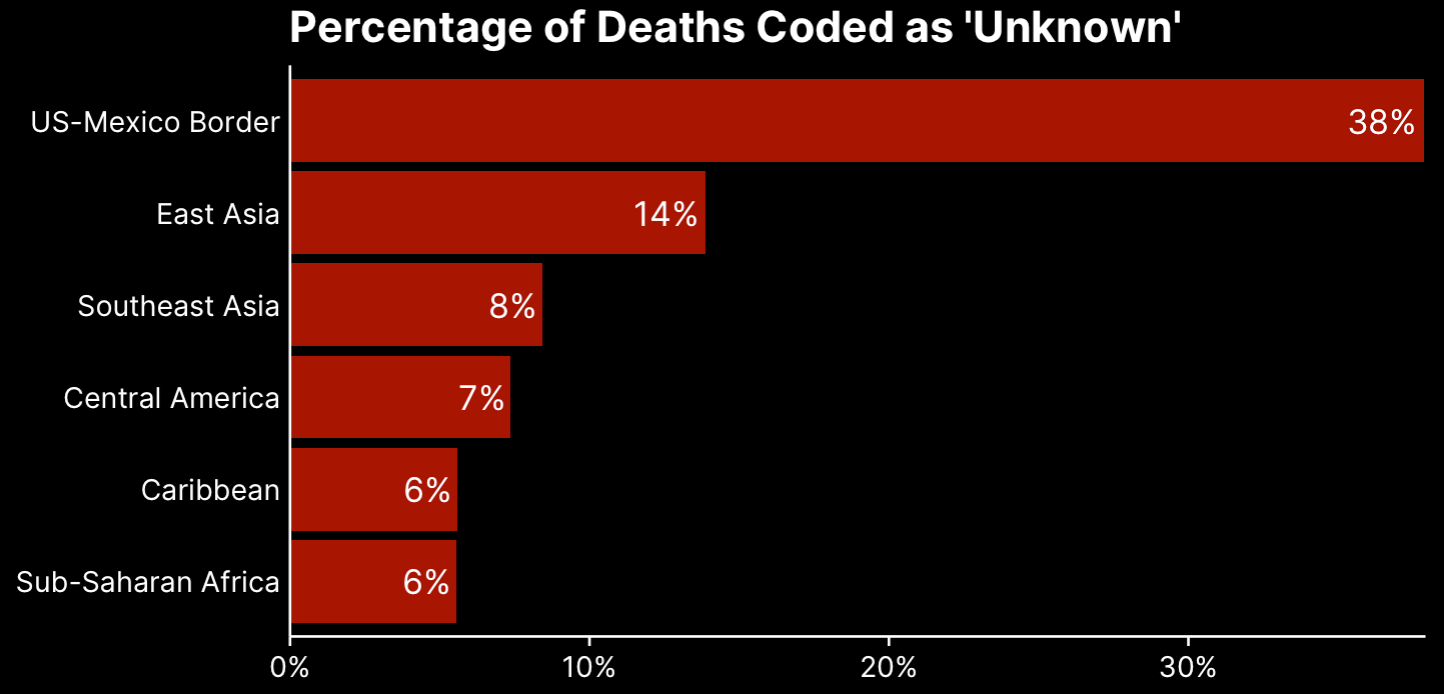 Percentage of Deaths Coded as 'Unknown'
US-Mexico Border 38%
East Asia 14%
Southeast Asia 8%
Central America 7%
Caribbean 6%
Sub-Saharan Africa 6%
0% 10% 20% 30%